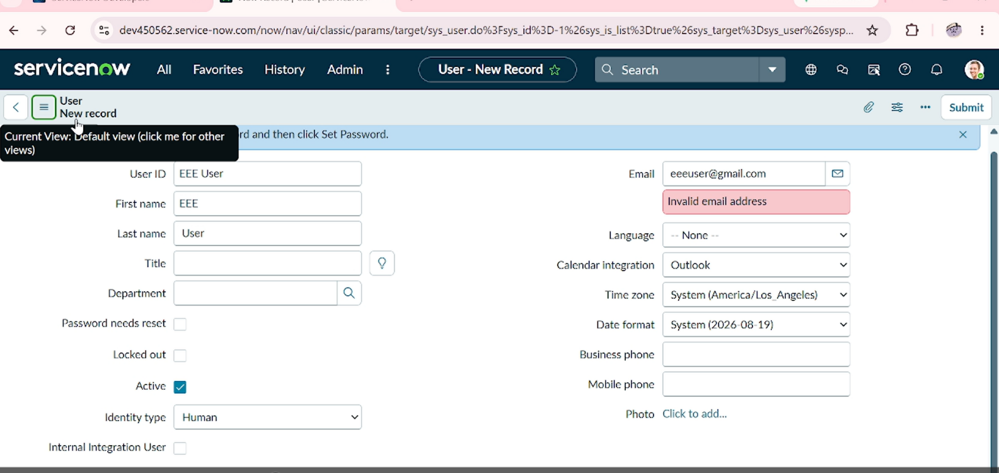 dev450562.service-now.com/now/nav/ui/classic/params/target/sys_user.do%3Fsys_id%3D-1%26sys_is_list%3Dtrue%26sys_target%3Dsys_user%26sysp...
servicenow All Favorites History Admin User - New Record Search
User
New record
Submit
Current View: Default view (click me for other views)
rd and then click Set Password.
User ID EEE User
First name EEE
Last name User
Title
Department
Password needs reset
Locked out
Active
Identity type Human
Internal Integration User
Email eeeuser@gmail.com
Invalid email address
Language -- None --
Calendar integration Outlook
Time zone System (America/Los_Angeles)
Date format System (2026-08-19)
Business phone
Mobile phone
Photo Click to add...